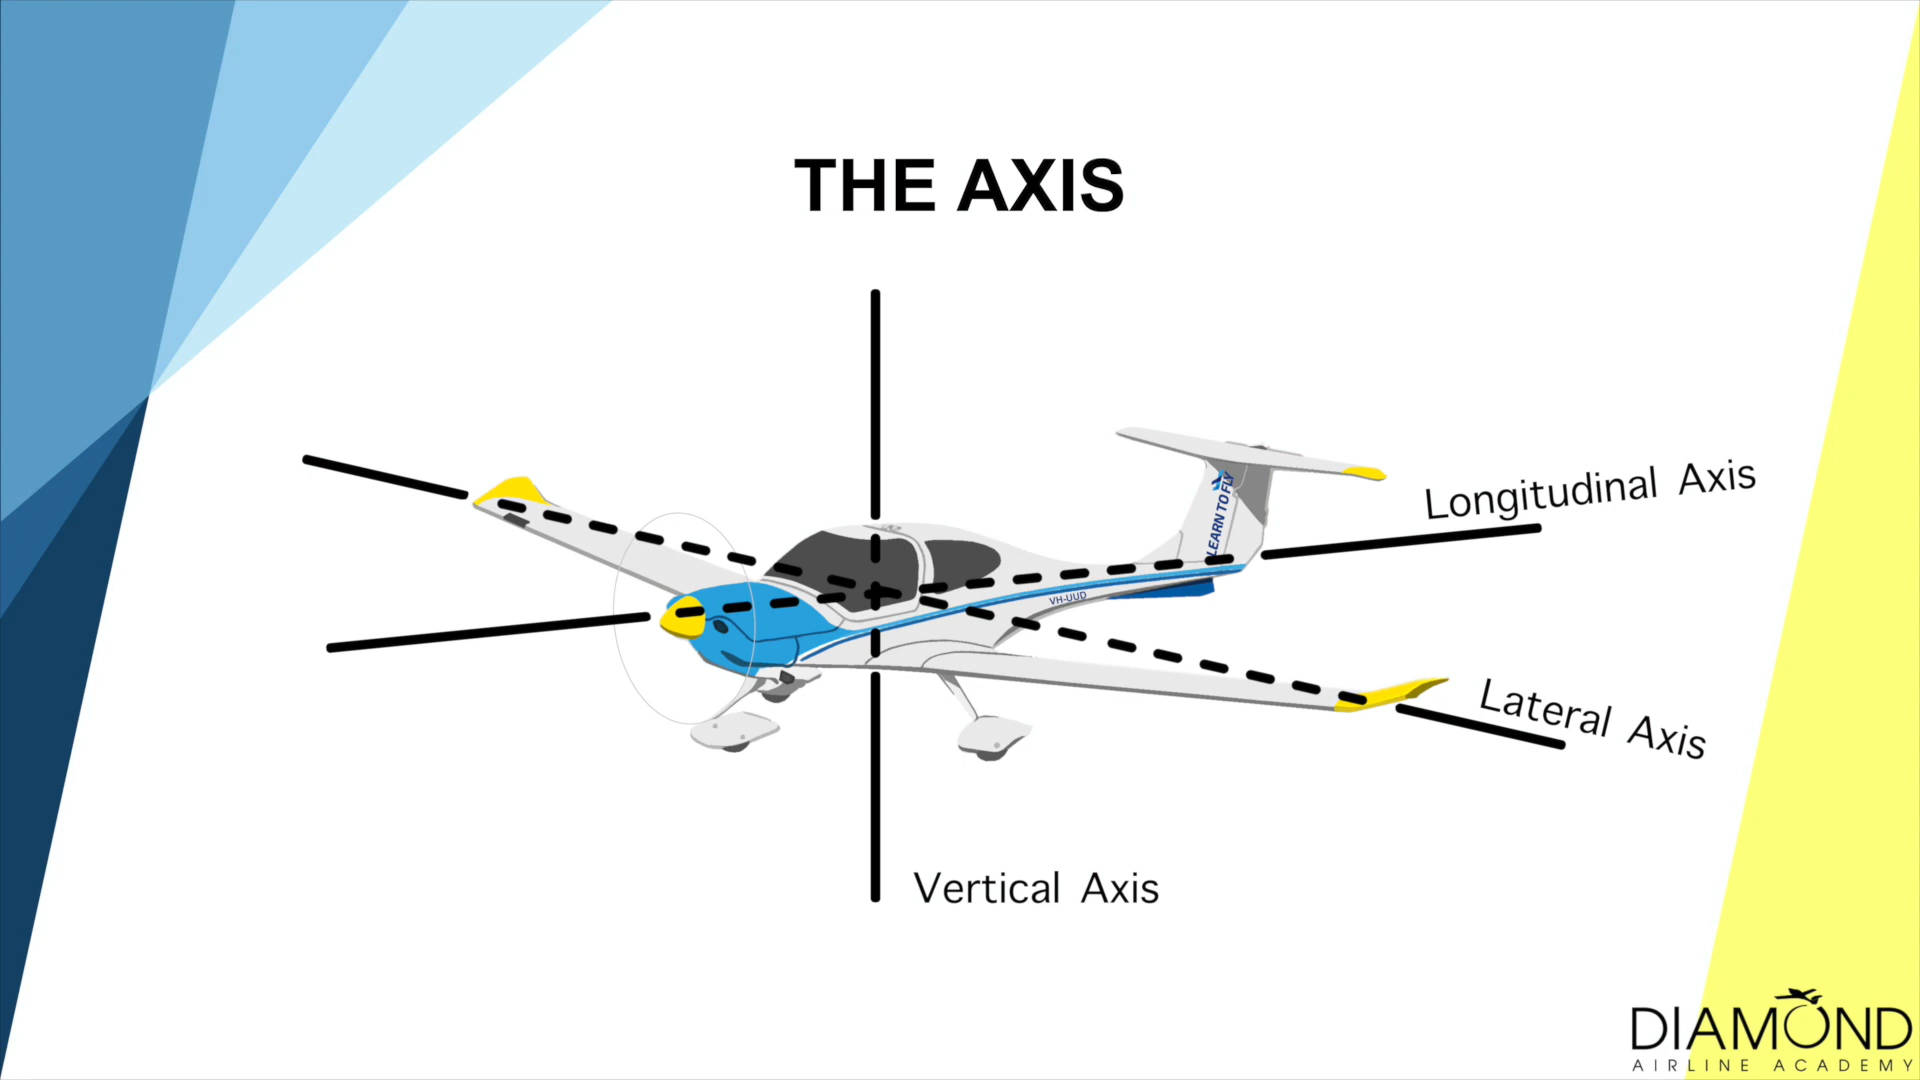 THE AXIS
Longitudinal Axis
LEARN TO FLY
VH-UUD
Lateral Axis
Vertical Axis
DIAMOND
AIRLINE ACADEMY